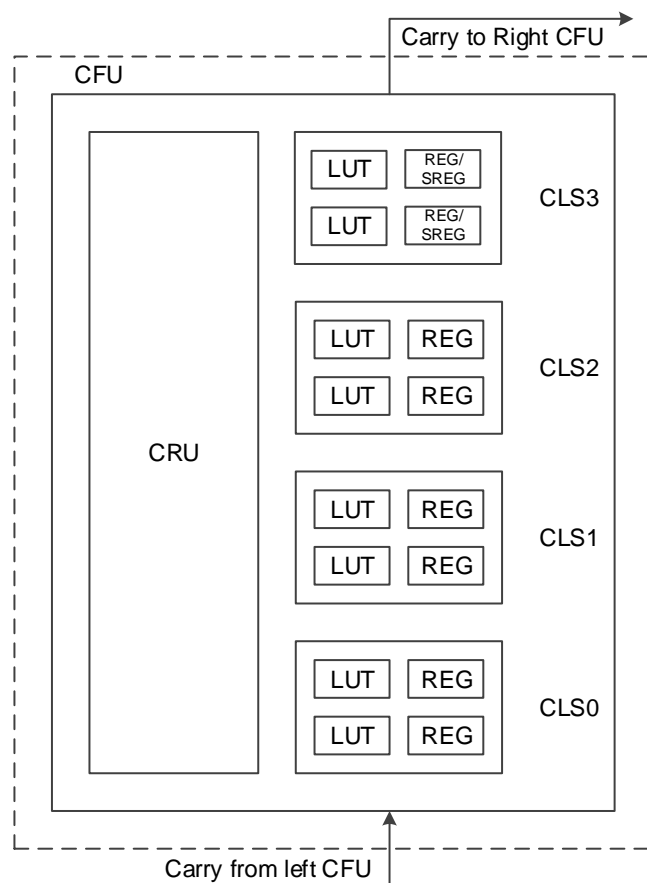 Carry to Right CFU
CFU
LUT
REG/
SREG
LUT
REG/
SREG
CLS3
LUT
REG
LUT
REG
CLS2
CRU
LUT
REG
LUT
REG
CLS1
LUT
REG
LUT
REG
CLS0
Carry from left CFU